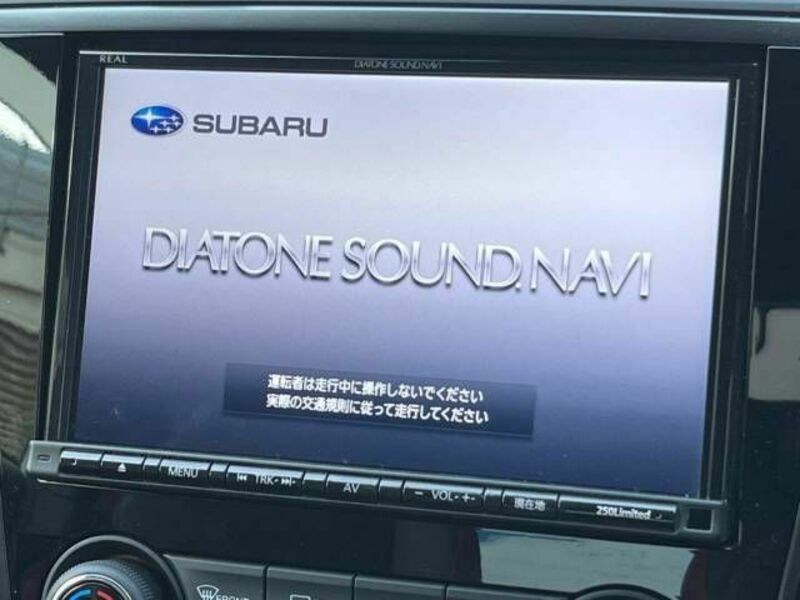 REAL
DIATONE SOUND.NAVI
SUBARU
DIATONE SOUND.NAVI
運転者は走行中に操作しないでください
実際の交通規則に従って走行してください
MENU
TRK
AV
- VOL +
現在地
250Limited
FRONT